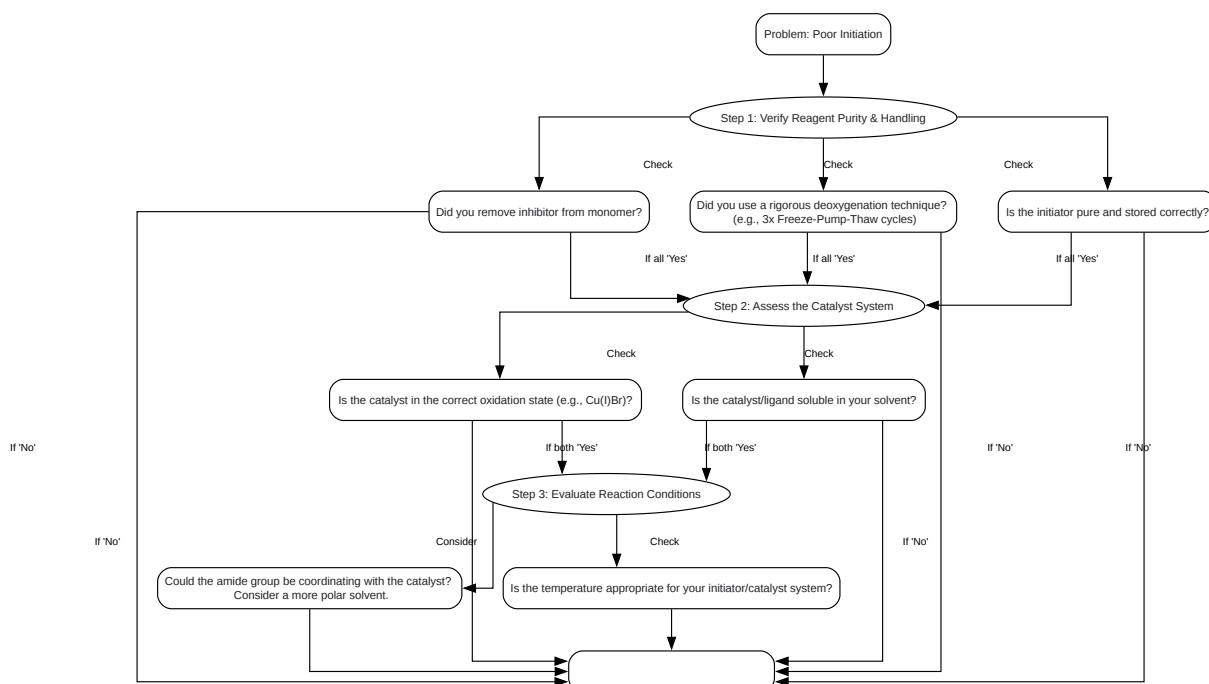 Problem: Poor Initiation
Step 1: Verify Reagent Purity & Handling
Check
Check
Check
Did you remove inhibitor from monomer?
Did you use a rigorous deoxygenation technique?
(e.g., 3x Freeze-Pump-Thaw cycles)
Is the initiator pure and stored correctly?
If all 'Yes'
If all 'Yes'
If all 'Yes'
Step 2: Assess the Catalyst System
Check
Check
Is the catalyst in the correct oxidation state (e.g., Cu(I)Br)?
Is the catalyst/ligand soluble in your solvent?
If 'No'
If both 'Yes'
If both 'Yes'
If 'No'
If 'No'
Step 3: Evaluate Reaction Conditions
If 'No'
Consider
Check
If 'No'
Could the amide group be coordinating with the catalyst?
Consider a more polar solvent.
Is the temperature appropriate for your initiator/catalyst system?